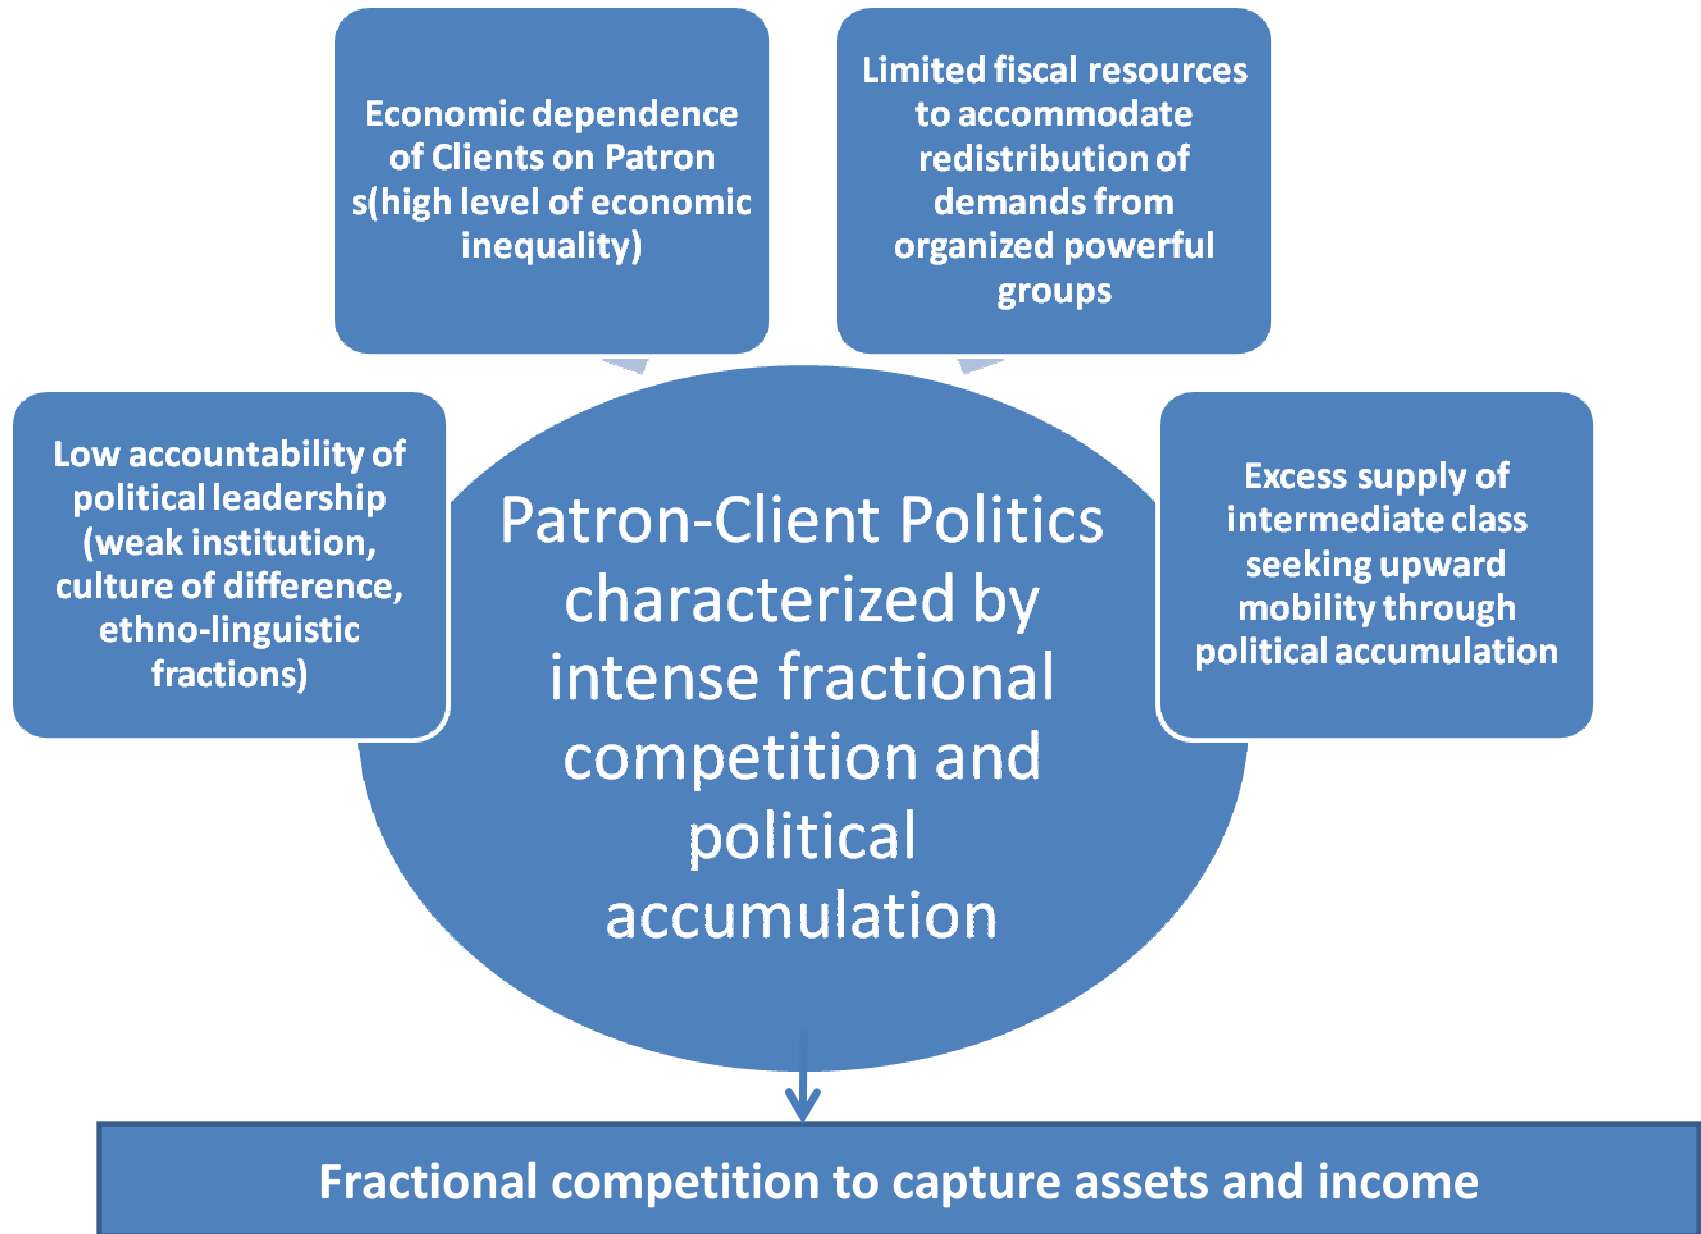 Economic dependence
of Clients on Patron
s(high level of economic
inequality)
Limited fiscal resources
to accommodate
redistribution of
demands from
organized powerful
groups
Low accountability of
political leadership
(weak institution,
culture of difference,
ethno-linguistic
fractions)
Excess supply of
intermediate class
seeking upward
mobility through
political accumulation
Patron-Client Politics
characterized by
intense fractional
competition and
political
accumulation
Fractional competition to capture assets and income